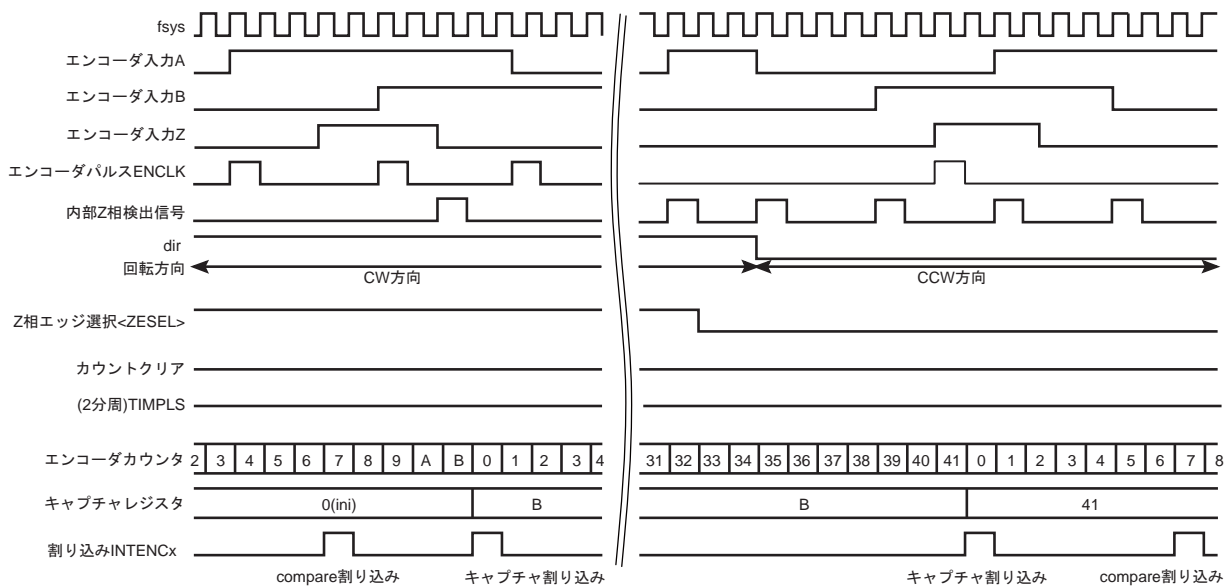 fsys
エンコーダ入力A
エンコーダ入力B
エンコーダ入力Z
エンコーダパルスENCLK
内部Z相検出信号
dir
回転方向
CW方向
CCW方向
Z相エッジ選択<ZESEL>
カウントクリア
(2分周)TIMPLS
エンコーダカウンタ 2 3 4 5 6 7 8 9 A B 0 1 2 3 4 31 32 33 34 35 36 37 38 39 40 41 0 1 2 3 4 5 6 7 8
キャプチャレジスタ 0(ini) B B 41
割り込みINTENCx
compare割り込み キャプチャ割り込み キャプチャ割り込み compare割り込み